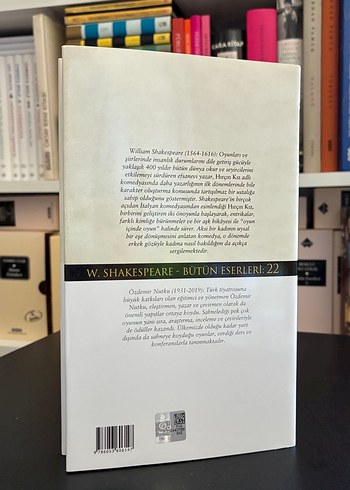 William Shakespeare (1564-1616): Oyunları ve
şiirlerinde insanlık durumlarını dile getiriş gücüyle
yaklaşık 400 yıldır bütün dünya okur ve seyircilerini
etkilemeyi sürdüren efsanevi yazar, Hırçın Kız adlı
komedyasında daha yazarlığının ilk dönemlerinde bile
karakter oluşturma konusunda tartışılmaz bir ustalığa
sahip olduğunu göstermiştir. Shakespeare'in birçok
açıdan İtalyan komedyasından esinlendiği Hırçın Kız,
birbirini geliştiren iki önoyunla başlayarak, entrikalar,
farklı kimlikte bürünmeler ve bir aşk hikâyesi ile "oyun
içinde oyun" halinde sürer. Aksi bir kadının uysal
bir eşe dönüşmesini anlatan komedya, o dönemde
erkek gözüyle kadına nasıl bakıldığını da açıkça
sergilemektedir.
W. SHAKESPEARE - BÜTÜN ESERLERİ: 22
Özdemir Nutku (1931-2019): Türk tiyatrosuna
büyük katkıları olan eğitimci ve yönetmen Özdemir
Nutku, eleştirmen, yazar ve çevirmen olarak da
önemli yapıtlar ortaya koydu. Sahnelediği pek çok
oyunun yanı sıra, araştırma, inceleme ve çevirileriyle
de ödüller kazandı. Ülkemizde olduğu kadar yurt
dışında da sahneye koyduğu oyunlar, verdiği ders ve
konferanslarla tanınmaktadır.